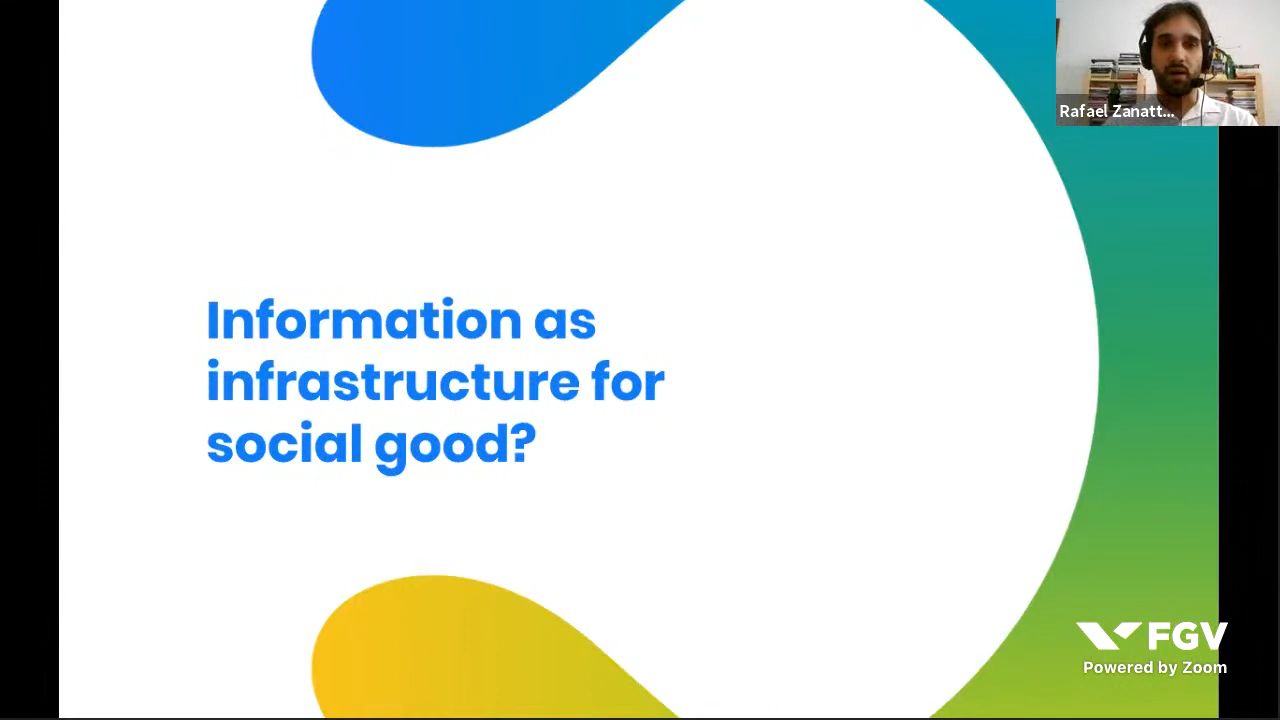 Rafael Zanatt...
Information as
infrastructure for
social good?
FGV
Powered by Zoom